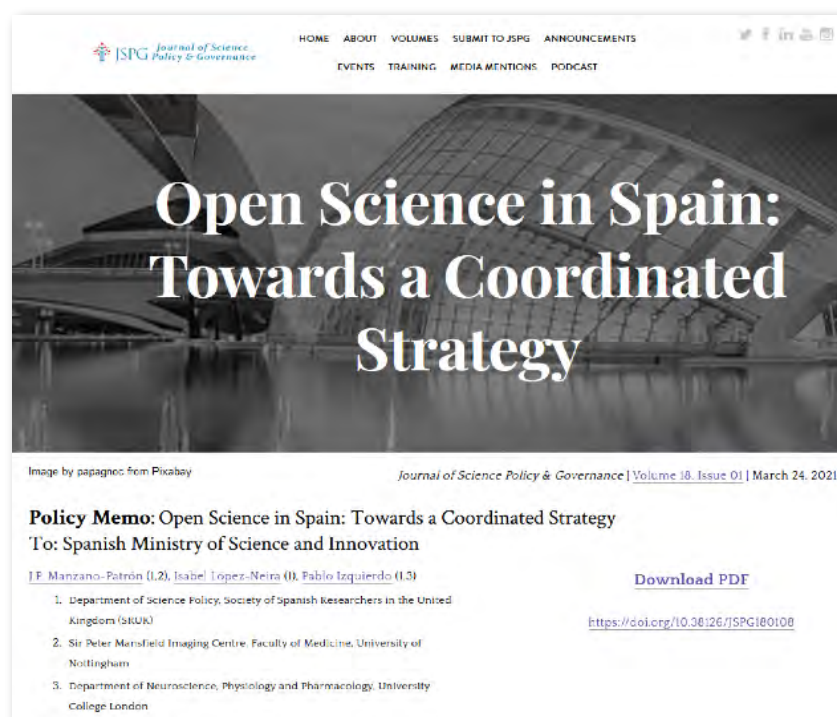 JSPG Journal of Science Policy & Governance
HOME ABOUT VOLUMES SUBMIT TO JSPG ANNOUNCEMENTS
EVENTS TRAINING MEDIA MENTIONS PODCAST
Open Science in Spain:
Towards a Coordinated
Strategy
Image by papagnoc from Pixabay
Journal of Science Policy & Governance | Volume 18, Issue 01 | March 24, 2021
Policy Memo: Open Science in Spain: Towards a Coordinated Strategy
To: Spanish Ministry of Science and Innovation
J.P. Manzano-Patrón (1,2), Isabel López-Neira (1), Pablo Izquierdo (1,3)
1. Department of Science Policy, Society of Spanish Researchers in the United
Kingdom (SRUK)
2. Sir Peter Mansfield Imaging Centre, Faculty of Medicine, University of
Nottingham
3. Department of Neuroscience, Physiology and Pharmacology, University
College London
Download PDF
https://doi.org/10.38126/JSPG180108